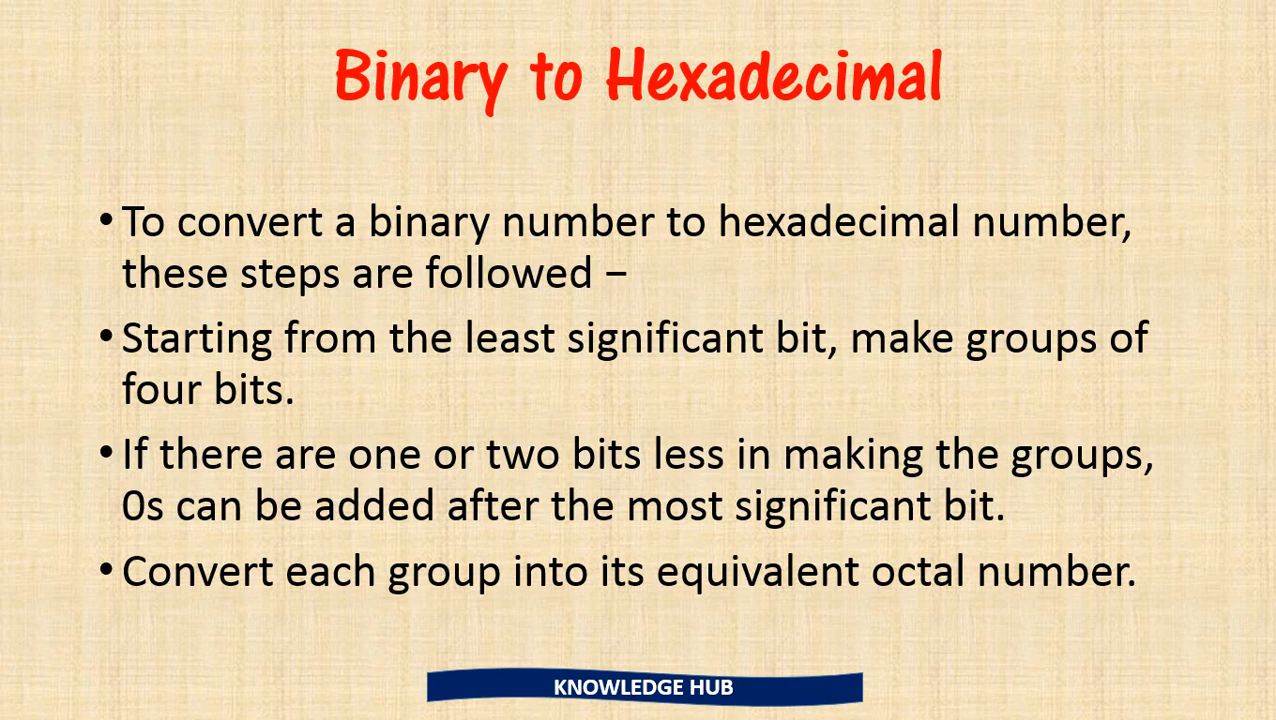 Binary to Hexadecimal
• To convert a binary number to hexadecimal number,
these steps are followed −
• Starting from the least significant bit, make groups of
four bits.
• If there are one or two bits less in making the groups,
0s can be added after the most significant bit.
• Convert each group into its equivalent octal number.
KNOWLEDGE HUB